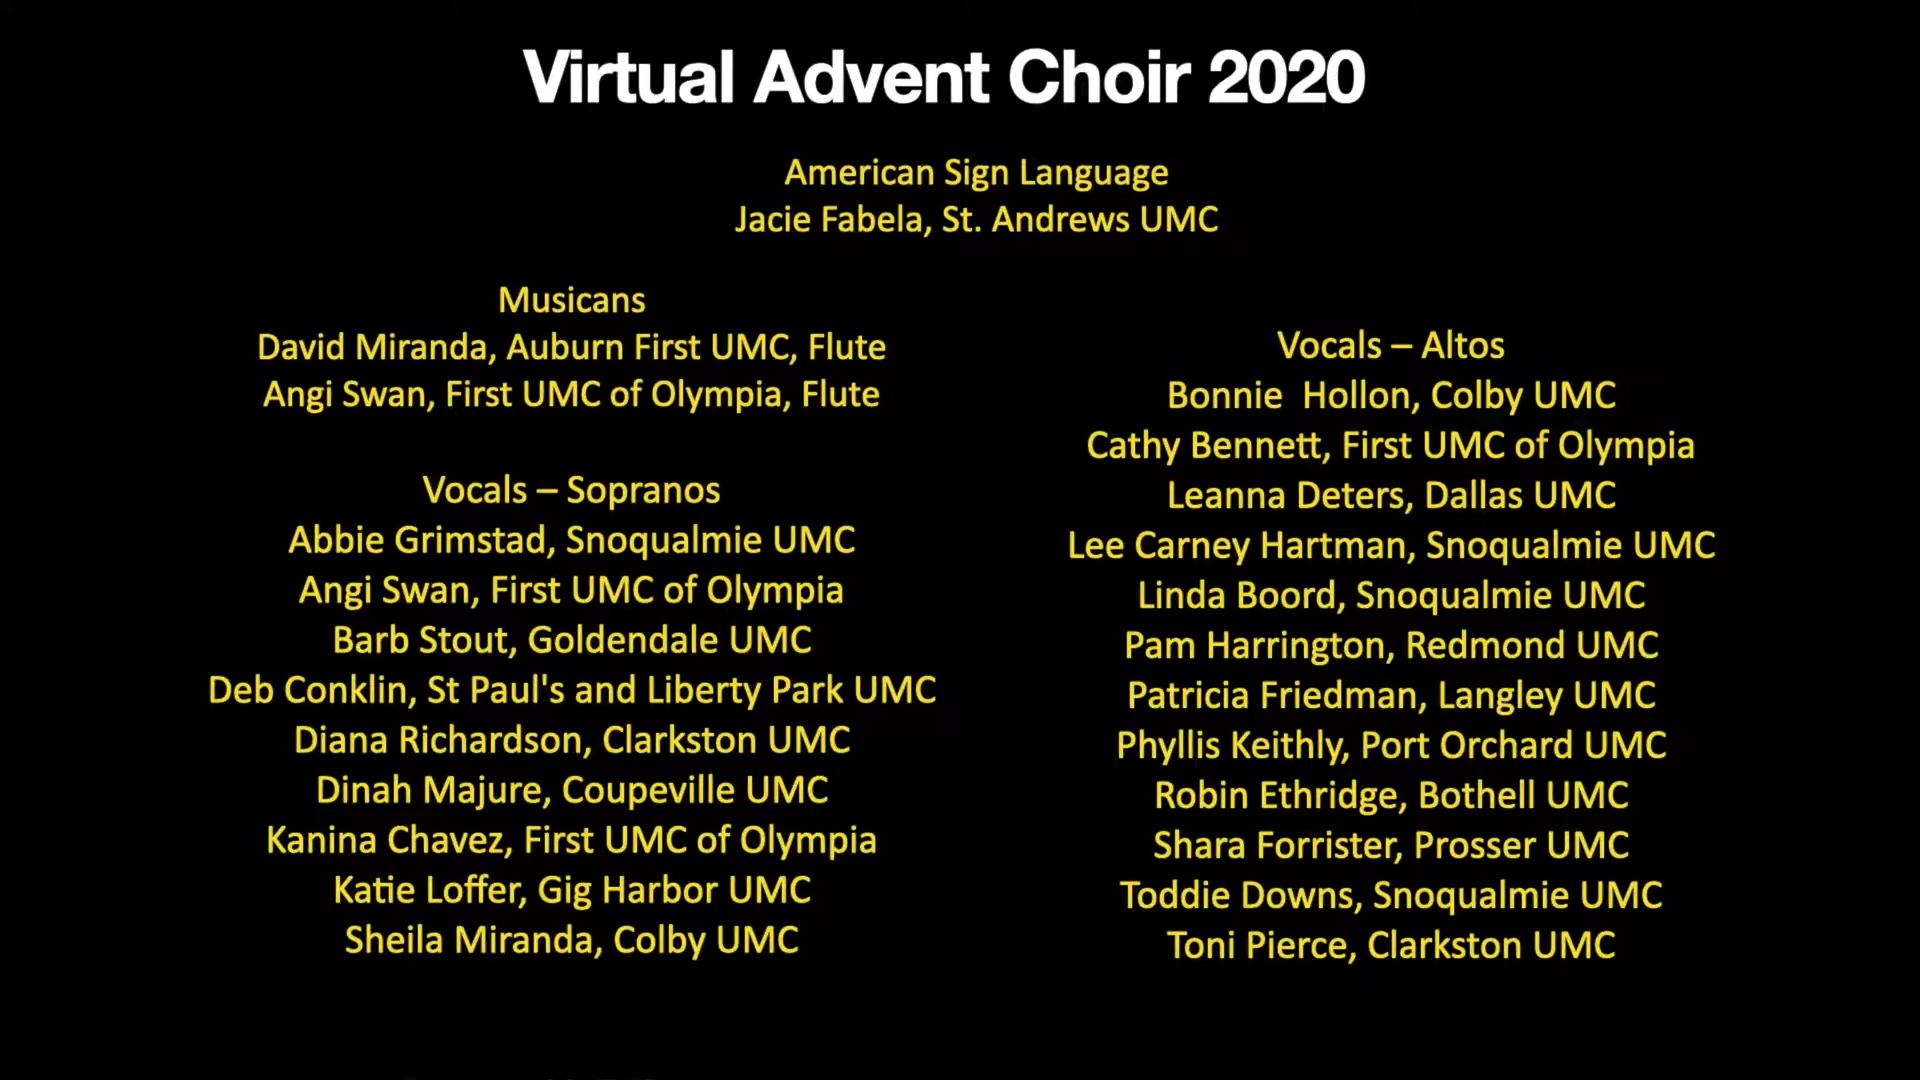 Virtual Advent Choir 2020
American Sign Language
Jacie Fabela, St. Andrews UMC
Musicans
David Miranda, Auburn First UMC, Flute
Angi Swan, First UMC of Olympia, Flute
Vocals – Sopranos
Abbie Grimstad, Snoqualmie UMC
Angi Swan, First UMC of Olympia
Barb Stout, Goldendale UMC
Deb Conklin, St Paul's and Liberty Park UMC
Diana Richardson, Clarkston UMC
Dinah Majure, Coupeville UMC
Kanina Chavez, First UMC of Olympia
Katie Loffer, Gig Harbor UMC
Sheila Miranda, Colby UMC
Vocals – Altos
Bonnie  Hollon, Colby UMC
Cathy Bennett, First UMC of Olympia
Leanna Deters, Dallas UMC
Lee Carney Hartman, Snoqualmie UMC
Linda Boord, Snoqualmie UMC
Pam Harrington, Redmond UMC
Patricia Friedman, Langley UMC
Phyllis Keithly, Port Orchard UMC
Robin Ethridge, Bothell UMC
Shara Forrister, Prosser UMC
Toddie Downs, Snoqualmie UMC
Toni Pierce, Clarkston UMC